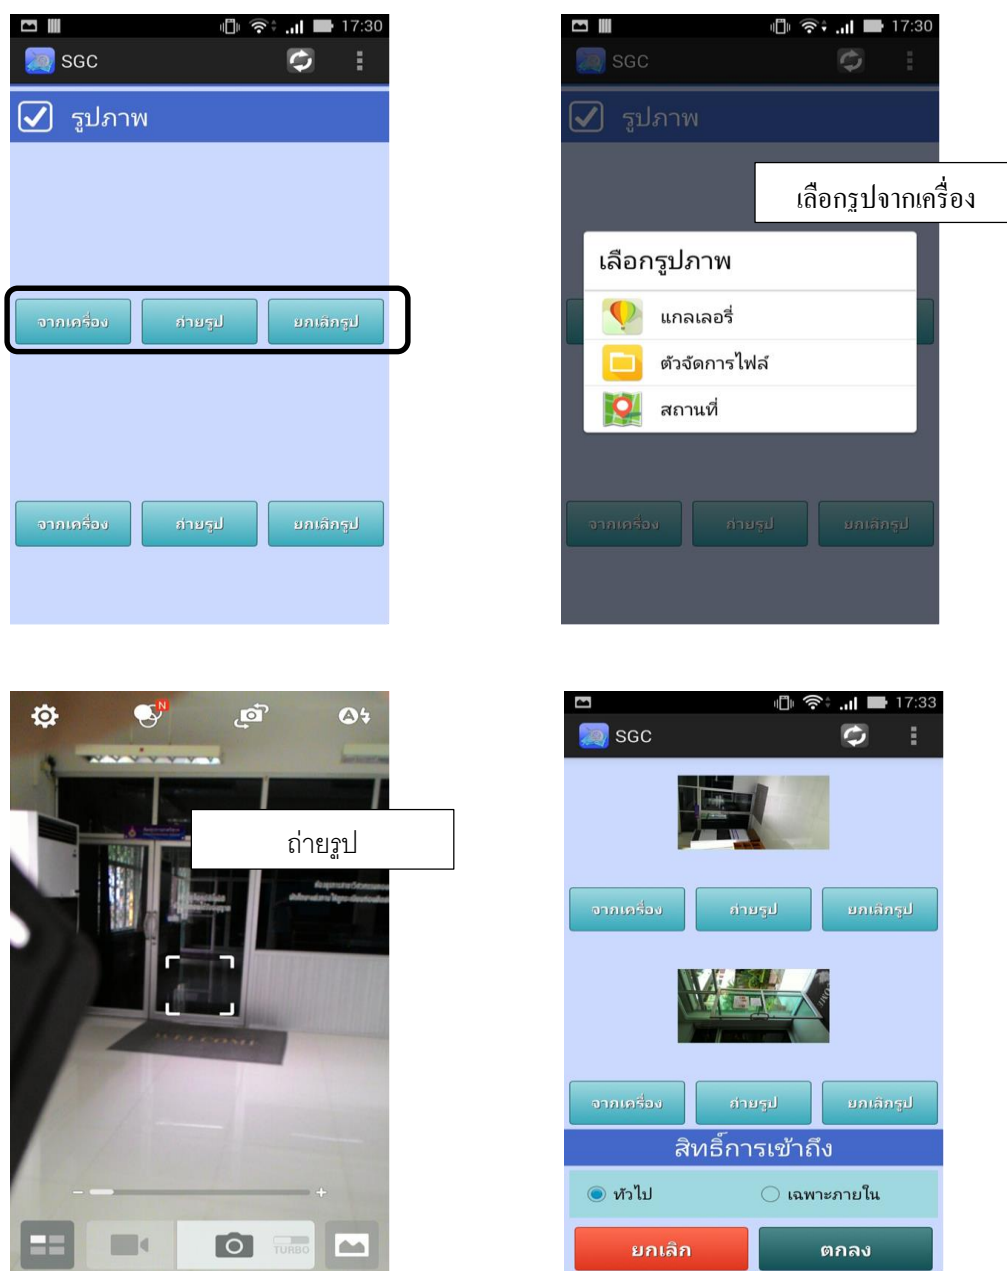 17:30
SGC
รูปภาพ
จากเครื่อง ถ่ายรูป ยกเลิกรูป
จากเครื่อง ถ่ายรูป ยกเลิกรูป
17:30
SGC
รูปภาพ
เลือกรูปจากเครื่อง
เลือกรูปภาพ
แกลเลอรี่
ตัวจัดการไฟล์
สถานที่
จากเครื่อง ถ่ายรูป ยกเลิกรูป
N
A
ถ่ายรูป
WELCOME
- +
TURBO
17:33
SGC
จากเครื่อง ถ่ายรูป ยกเลิกรูป
จากเครื่อง ถ่ายรูป ยกเลิกรูป
สิทธิ์การเข้าถึง
ทั่วไป เฉพาะภายใน
ยกเลิก ตกลง